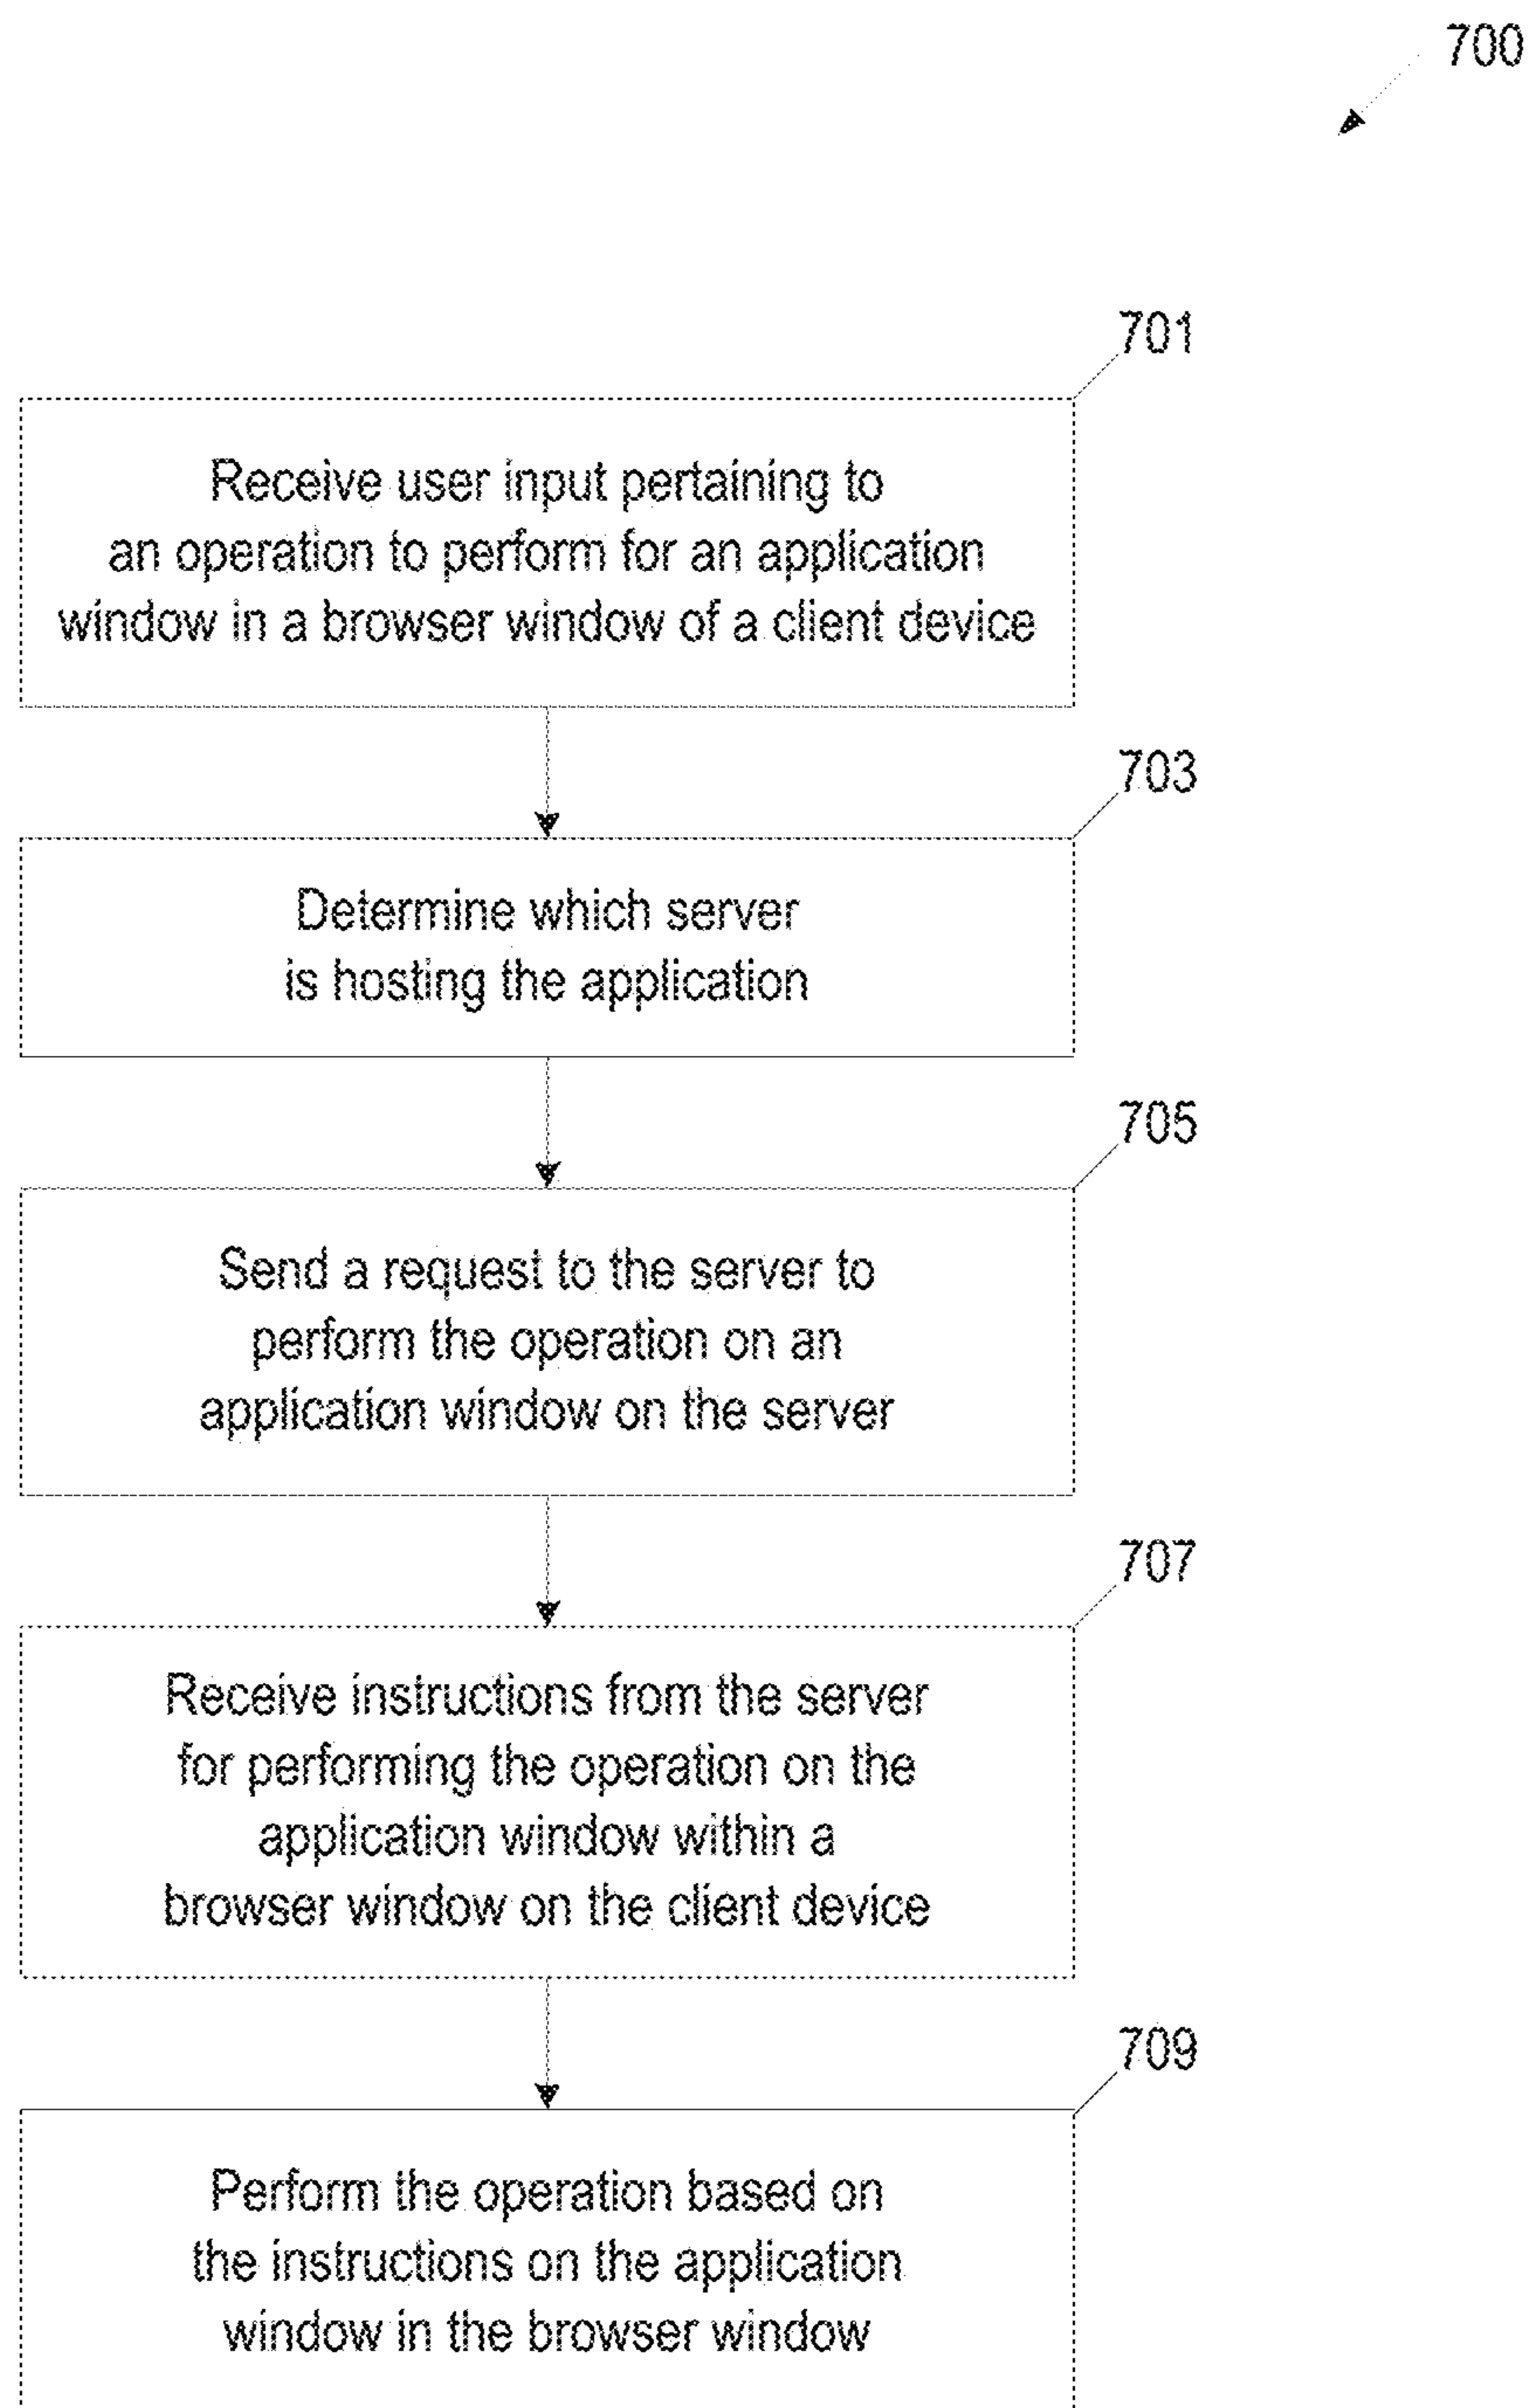 700
701
Receive user input pertaining to
an operation to perform for an application
window in a browser window of a client device
703
Determine which server
is hosting the application
705
Send a request to the server to
perform the operation on an
application window on the server
707
Receive instructions from the server
for performing the operation on the
application window within a
browser window on the client device
709
Perform the operation based on
the instructions on the application
window in the browser window